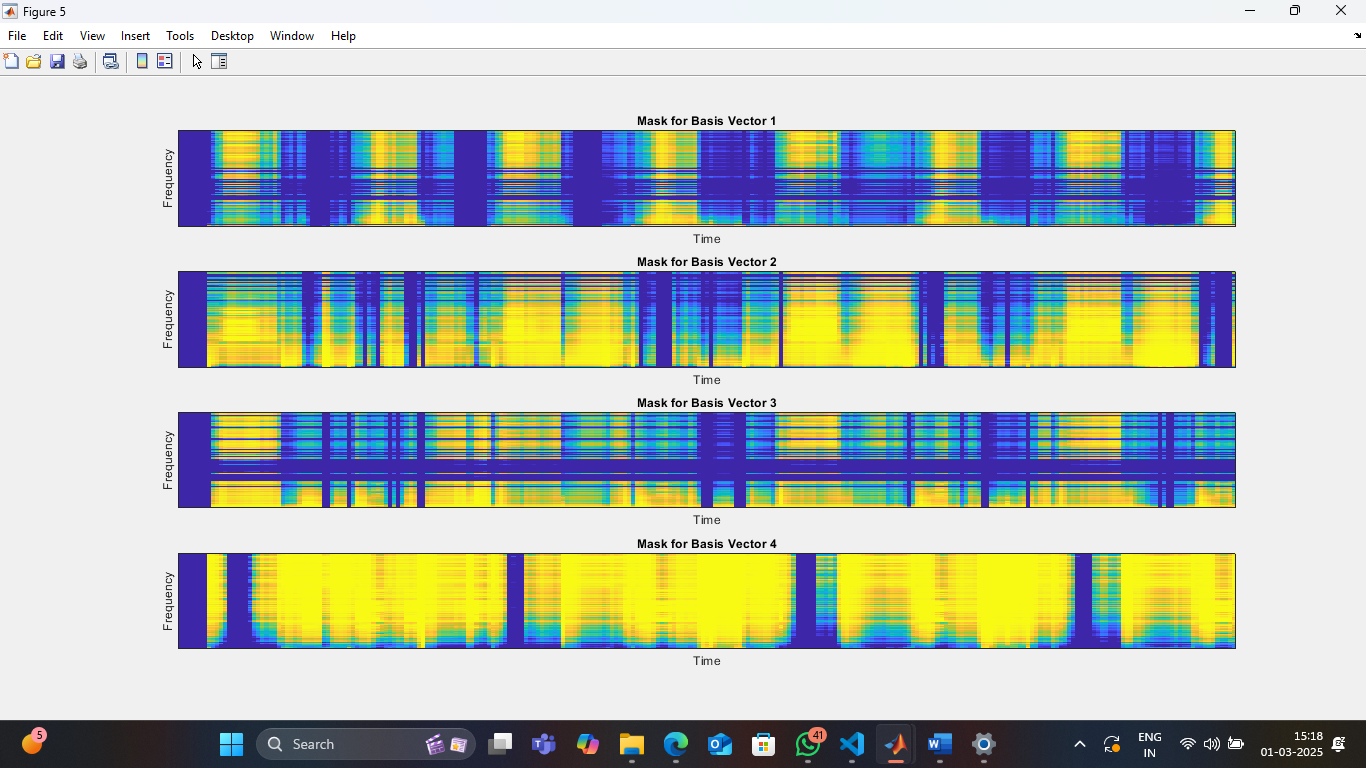 Figure 5
File Edit View Insert Tools Desktop Window Help
Mask for Basis Vector 1
Frequency
Time
Mask for Basis Vector 2
Frequency
Time
Mask for Basis Vector 3
Frequency
Time
Mask for Basis Vector 4
Frequency
Time
5
Search
41
ENG
IN
15:18
01-03-2025